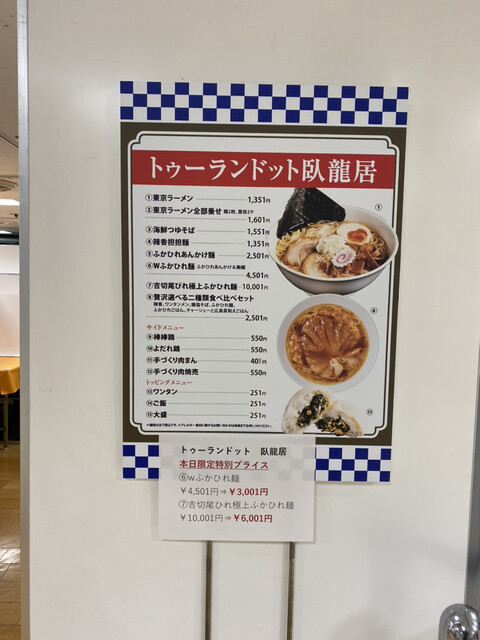 トゥーランドット臥龍居
①東京ラーメン 1,351円
②東京ラーメン全部乗せ
1,601円
③海鮮つゆそば 1,551円
④辣香担担麺 1,351円
⑤ふかひれあんかけ麺 2,501円
⑥Wふかひれ麺
4,501円
⑦吉切尾びれ極上ふかひれ麺 10,001円
⑧贅沢選べる二種類食べ比べセット
2,501円
サイドメニュー
⑨棒棒鶏 550円
⑩よだれ鶏 550円
⑪手づくり肉まん 401円
⑫手づくり肉焼売 550円
トッピングメニュー
⑬ワンタン 251円
⑭ご飯 251円
⑮大盛 251円
①
⑥
⑪
トゥーランドット 臥龍居
本日限定特別プライス
⑥wふかひれ麺
¥4,501円⇒¥3,001円
⑦吉切尾ひれ極上ふかひれ麺
¥10,001円⇒¥6,001円